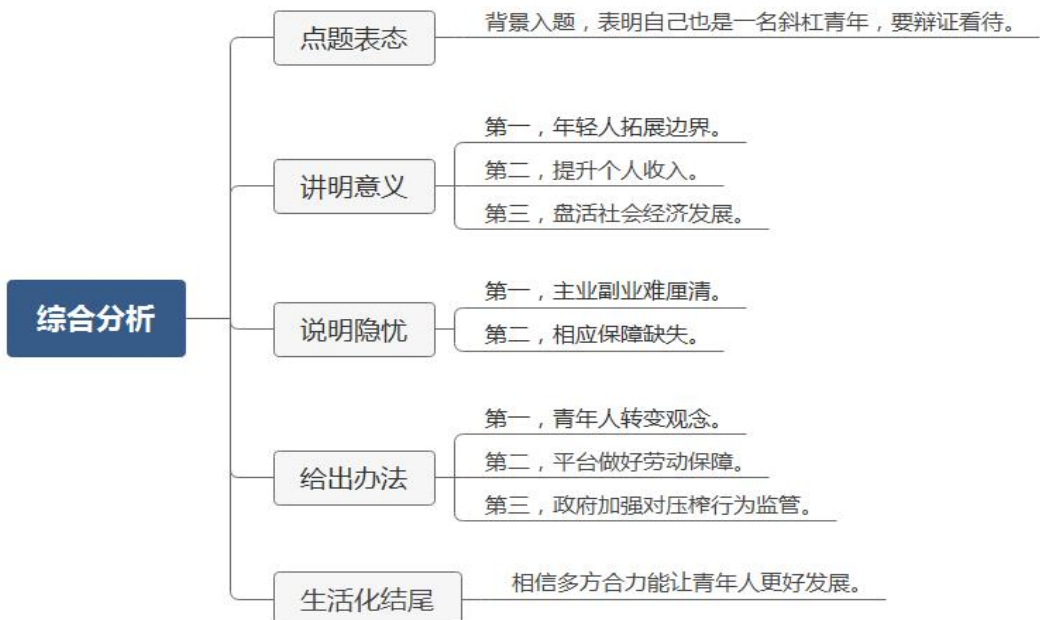 综合分析
点题表态
背景入题，表明自己也是一名斜杠青年，要辩证看待。
讲明意义
第一，年轻人拓展边界。
第二，提升个人收入。
第三，盘活社会经济发展。
说明隐忧
第一，主业副业难厘清。
第二，相应保障缺失。
给出办法
第一，青年人转变观念。
第二，平台做好劳动保障。
第三，政府加强对压榨行为监管。
生活化结尾
相信多方合力能让青年人更好发展。